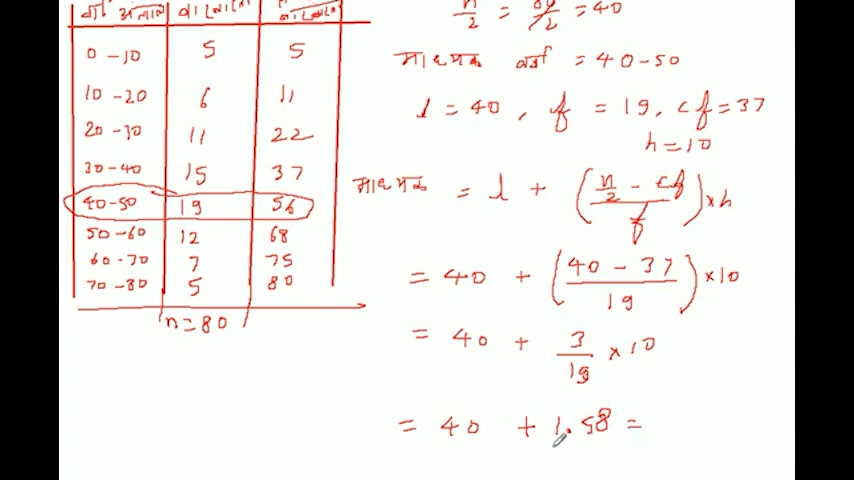 वर्ग अन्तराल बारंबारता
0-10 5 5
10-20 6 11
20-30 11 22
30-40 15 37
40-50 19 56
50-60 12 68
60-70 7 75
70-80 5 80
n=80
n/2 = 80/2 = 40
माध्यक वर्ग = 40-50
l = 40, f = 19, cf = 37
h = 10
माध्यक = l + (n/2 - cf / f) × h
= 40 + (40 - 37 / 19) × 10
= 40 + 3/19 × 10
= 40 + 1.58 =